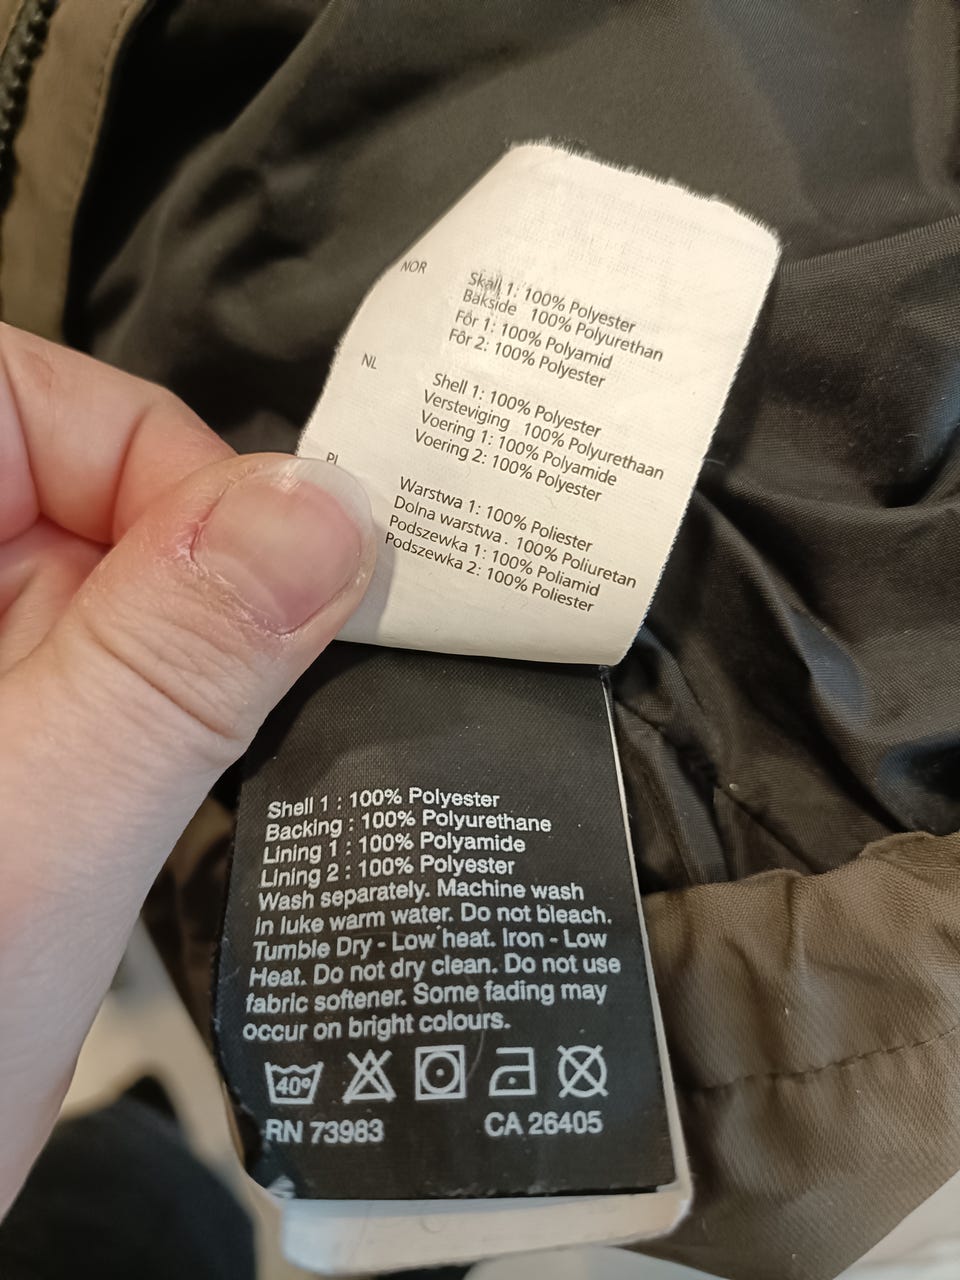 NOR
Skall 1: 100% Polyester
Bakside 100% Polyurethan
Fôr 1: 100% Polyamid
Fôr 2: 100% Polyester
NL
Shell 1: 100% Polyester
Versteviging 100% Polyurethaan
Voering 1: 100% Polyamide
Voering 2: 100% Polyester
Warstwa 1: 100% Poliester
Dolna warstwa . 100% Poliuretan
Podszewka 1: 100% Poliamid
Podszewka 2: 100% Poliester
Shell 1 : 100% Polyester
Backing : 100% Polyurethane
Lining 1 : 100% Polyamide
Lining 2 : 100% Polyester
Wash separately. Machine wash
in luke warm water. Do not bleach.
Tumble Dry - Low heat. Iron - Low
Heat. Do not dry clean. Do not use
fabric softener. Some fading may
occur on bright colours.
40°
RN 73983 CA 26405